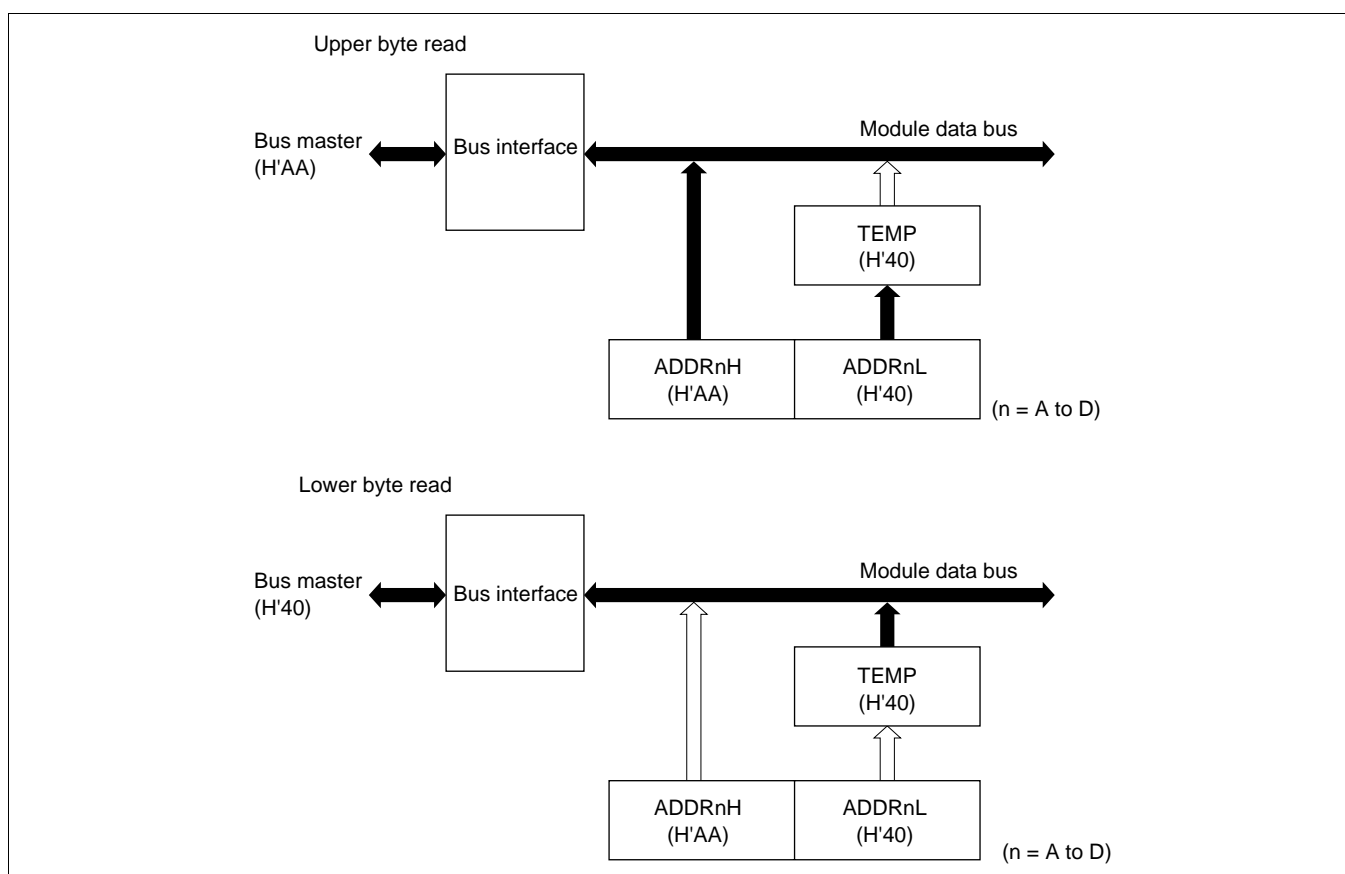 Upper byte read
Bus master
(H'AA)
Bus interface
Module data bus
TEMP
(H'40)
ADDRnH
(H'AA)
ADDRnL
(H'40)
(n = A to D)
Lower byte read
Bus master
(H'40)
Bus interface
Module data bus
TEMP
(H'40)
ADDRnH
(H'AA)
ADDRnL
(H'40)
(n = A to D)